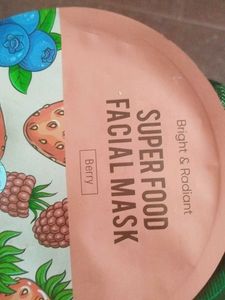 Bright & Radiant
SUPER FOOD
FACIAL MASK
Berry